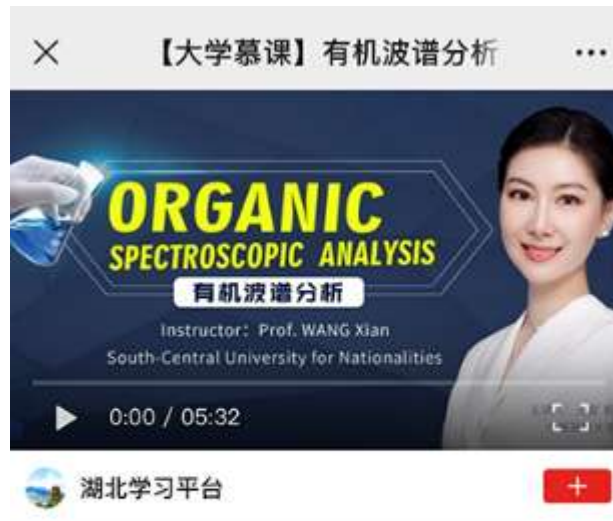 【大学慕课】有机波谱分析
ORGANIC
SPECTROSCOPIC ANALYSIS
有机波谱分析
Instructor: Prof. WANG Xian
South-Central University for Nationalities
0:00 / 05:32
湖北学习平台